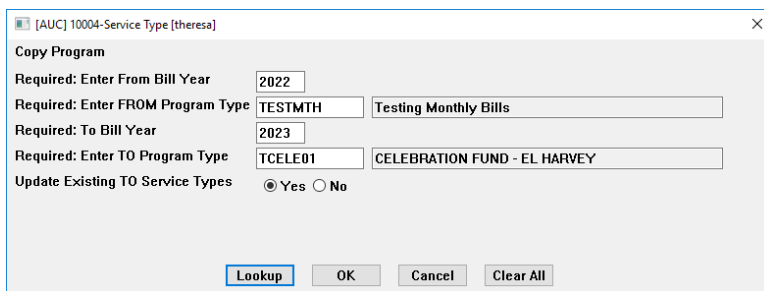 [AUC] 10004-Service Type [theresa]
Copy Program
Required: Enter From Bill Year 2022
Required: Enter FROM Program Type TESTMTH Testing Monthly Bills
Required: To Bill Year 2023
Required: Enter TO Program Type TCELE01 CELEBRATION FUND - EL HARVEY
Update Existing TO Service Types Yes No
Lookup OK Cancel Clear All